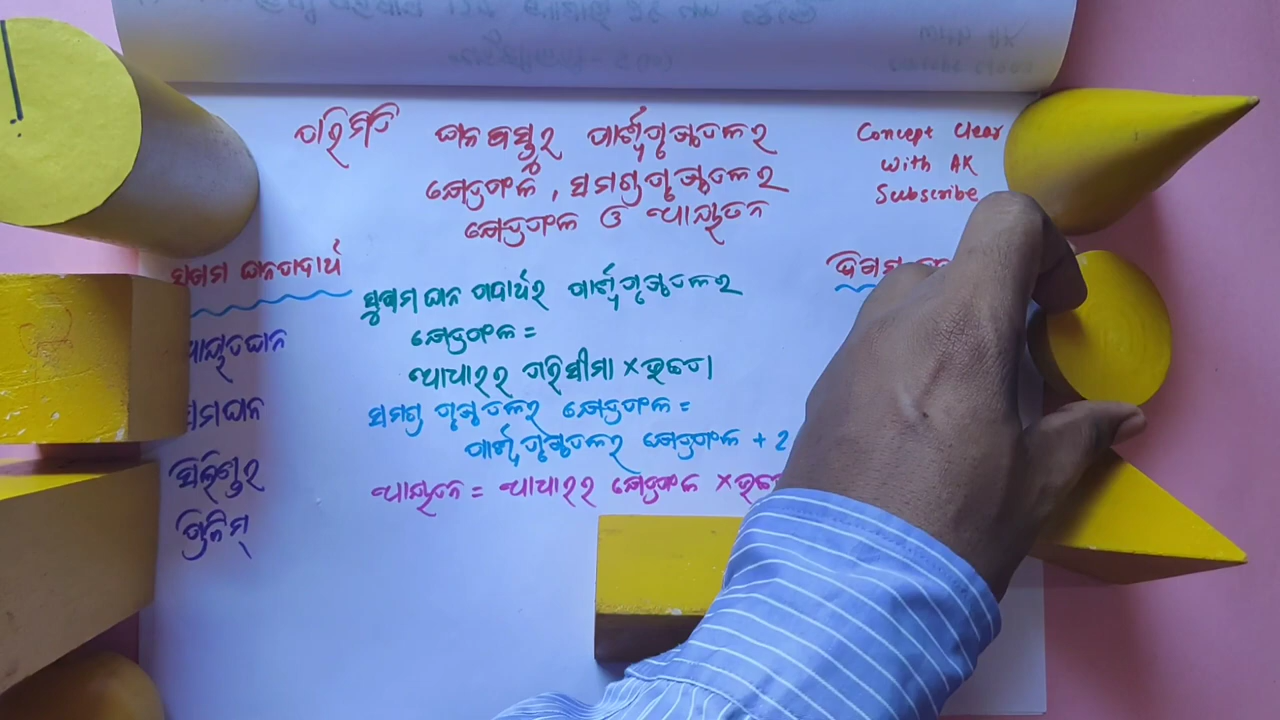 ପରିମିତି ଘନବସ୍ତୁର ପାର୍ଶ୍ୱପୃଷ୍ଠତଳର
କ୍ଷେତ୍ରଫଳ, ସମଗ୍ରପୃଷ୍ଠତଳର
କ୍ଷେତ୍ରଫଳ ଓ ଆୟତନ
Concept Clear
With AK
Subscribe
ପ୍ରଥମ ଘନପଦାର୍ଥ
ଆୟତଘନ
ସମଘନ
ସିଲିଣ୍ଡର
ପ୍ରିଜିମ୍
ସୁଷମ ଘନ ପଦାର୍ଥର ପାର୍ଶ୍ୱପୃଷ୍ଠତଳର
କ୍ଷେତ୍ରଫଳ =
ଆଧାରର ପରିସୀମା × ଉଚ୍ଚତା
ସମଗ୍ର ପୃଷ୍ଠତଳର କ୍ଷେତ୍ରଫଳ =
ପାର୍ଶ୍ୱପୃଷ୍ଠତଳର କ୍ଷେତ୍ରଫଳ + 2
ଆୟତନ = ଆଧାରର କ୍ଷେତ୍ରଫଳ ×